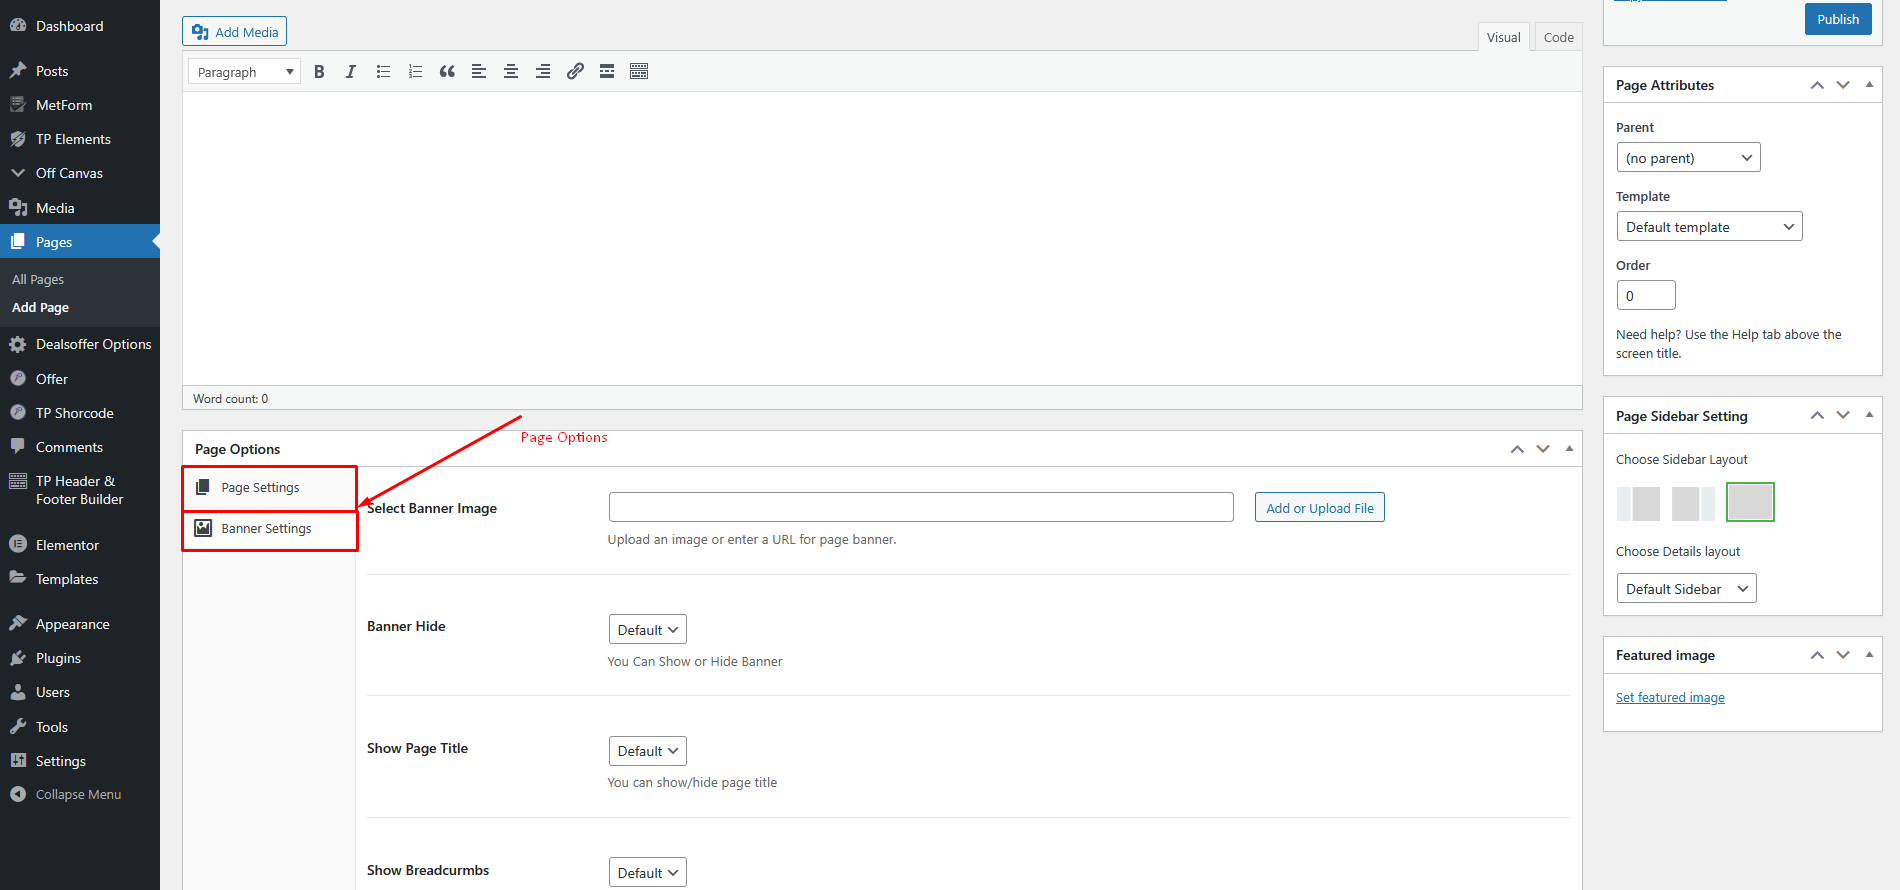 Dashboard
Posts
MetForm
TP Elements
Off Canvas
Media
Pages
All Pages
Add Page
Dealsoffer Options
Offer
TP Shorcode
Comments
TP Header &
Footer Builder
Elementor
Templates
Appearance
Plugins
Users
Tools
Settings
Collapse Menu
Add Media
Visual
Code
Paragraph
Word count: 0
Page Options
Page Options
Page Settings
Banner Settings
Select Banner Image
Add or Upload File
Upload an image or enter a URL for page banner.
Banner Hide
Default
You Can Show or Hide Banner
Show Page Title
Default
You can show/hide page title
Show Breadcurmbs
Default
Publish
Page Attributes
Parent
(no parent)
Template
Default template
Order
0
Need help? Use the Help tab above the
screen title.
Page Sidebar Setting
Choose Sidebar Layout
Choose Details layout
Default Sidebar
Featured image
Set featured image